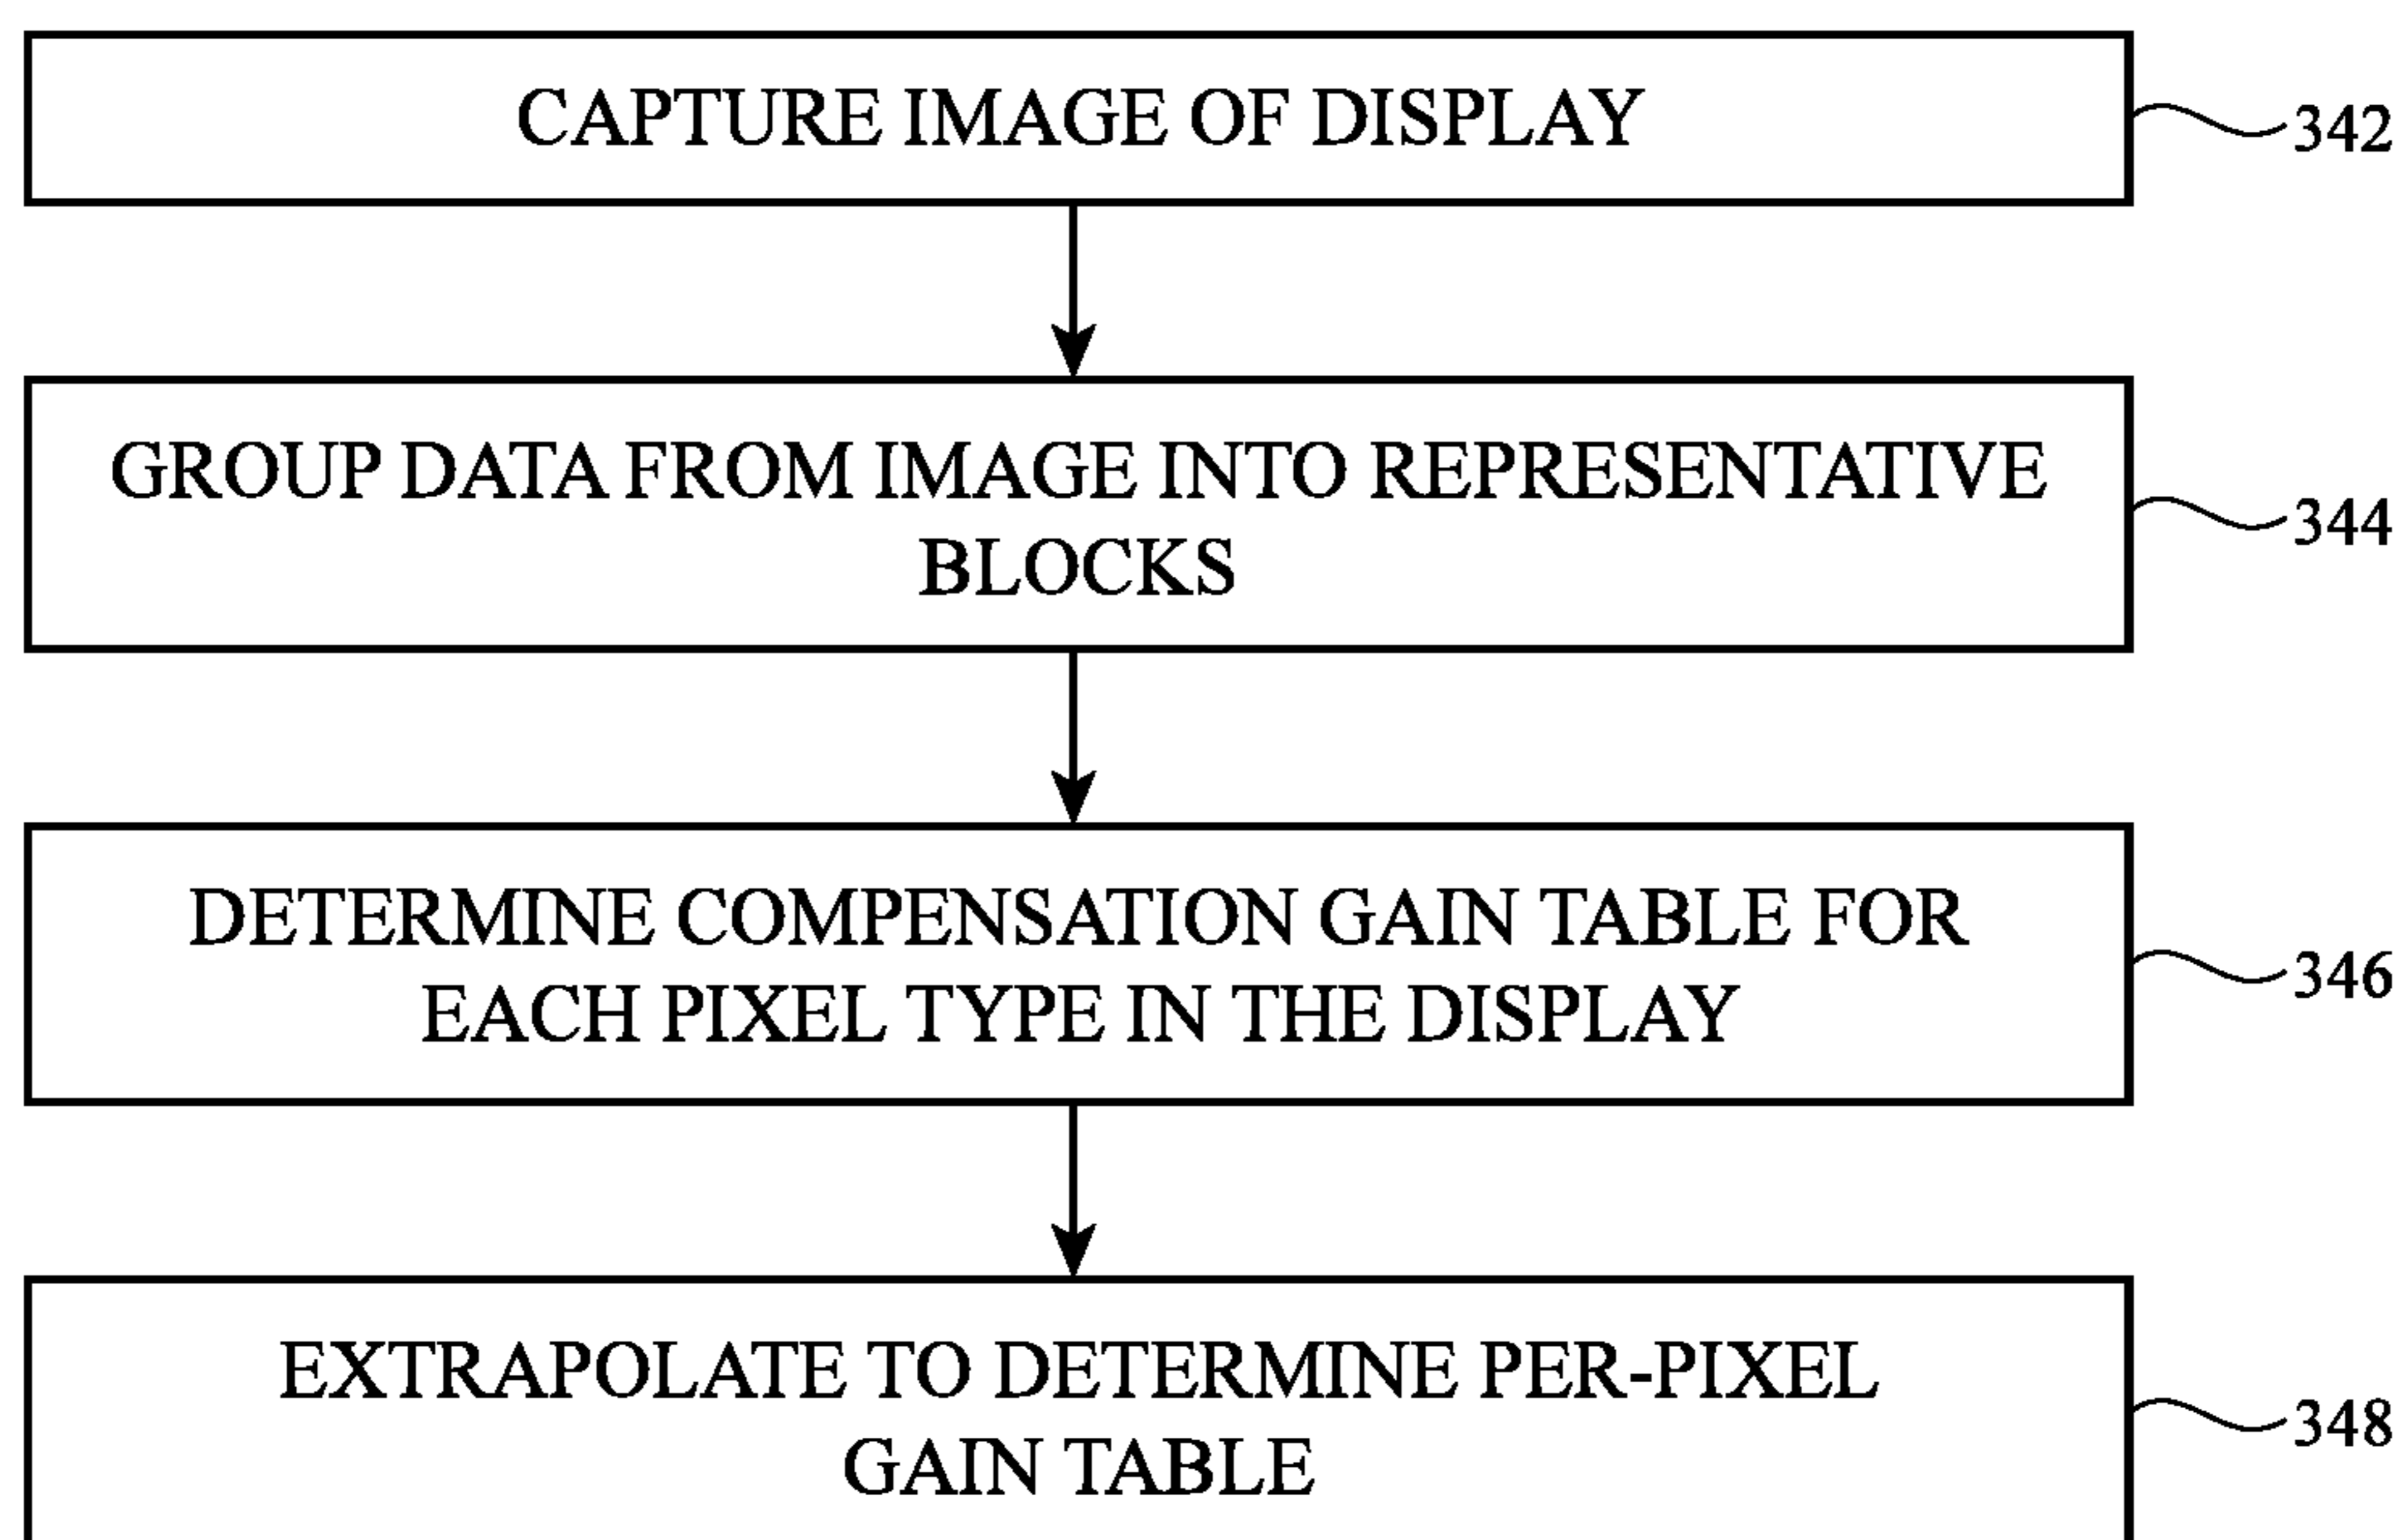 CAPTURE IMAGE OF DISPLAY
342
GROUP DATA FROM IMAGE INTO REPRESENTATIVE
BLOCKS
344
DETERMINE COMPENSATION GAIN TABLE FOR
EACH PIXEL TYPE IN THE DISPLAY
346
EXTRAPOLATE TO DETERMINE PER-PIXEL
GAIN TABLE
348